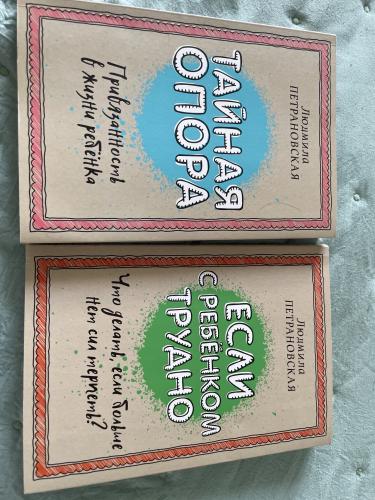 Людмила
ПЕТРАНОВСКАЯ
ТАЙНАЯ
ОПОРА
Привязанность
в жизни ребёнка
Людмила
ПЕТРАНОВСКАЯ
ЕСЛИ
С РЕБЁНКОМ
ТРУДНО
Что делать, если больше
нет сил терпеть?